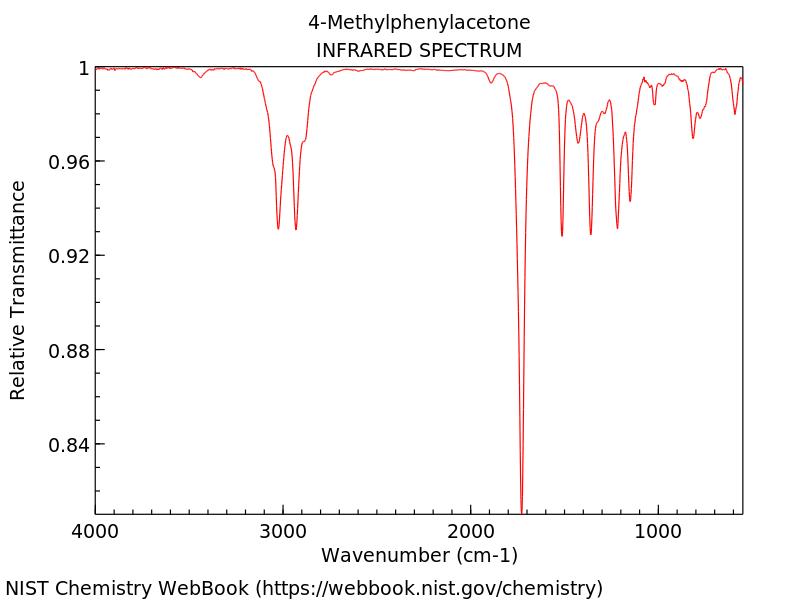 4-Methylphenylacetone
INFRARED SPECTRUM
1
0.96
0.92
0.88
0.84
Relative Transmittance
4000 3000 2000 1000
Wavenumber (cm-1)
NIST Chemistry WebBook (https://webbook.nist.gov/chemistry)